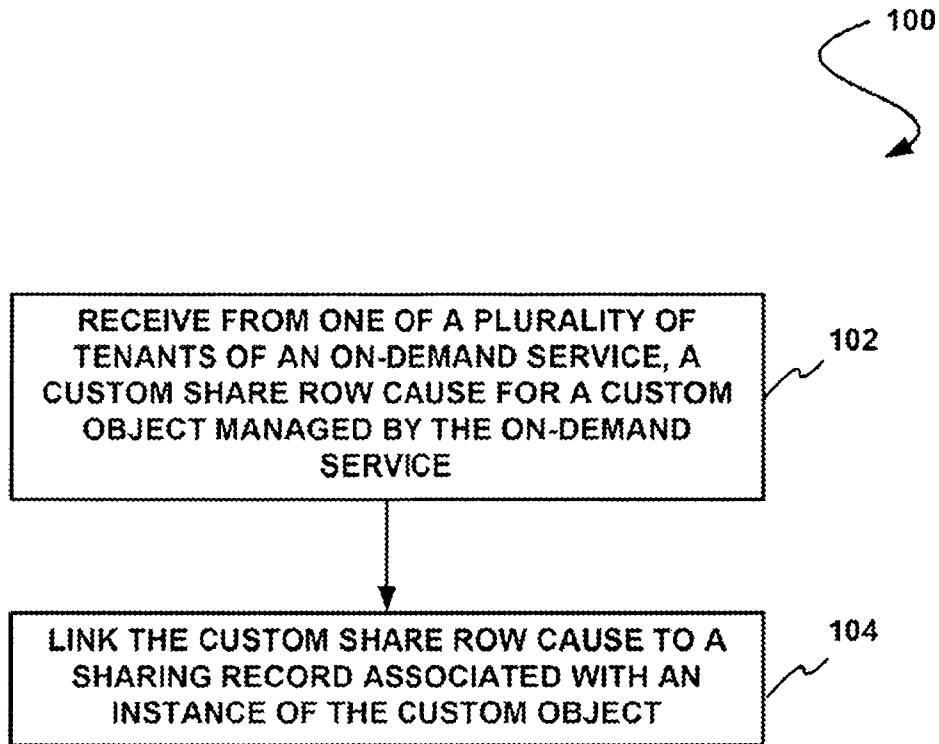 100
RECEIVE FROM ONE OF A PLURALITY OF
TENANTS OF AN ON-DEMAND SERVICE, A
CUSTOM SHARE ROW CAUSE FOR A CUSTOM
OBJECT MANAGED BY THE ON-DEMAND
SERVICE
102
LINK THE CUSTOM SHARE ROW CAUSE TO A
SHARING RECORD ASSOCIATED WITH AN
INSTANCE OF THE CUSTOM OBJECT
104